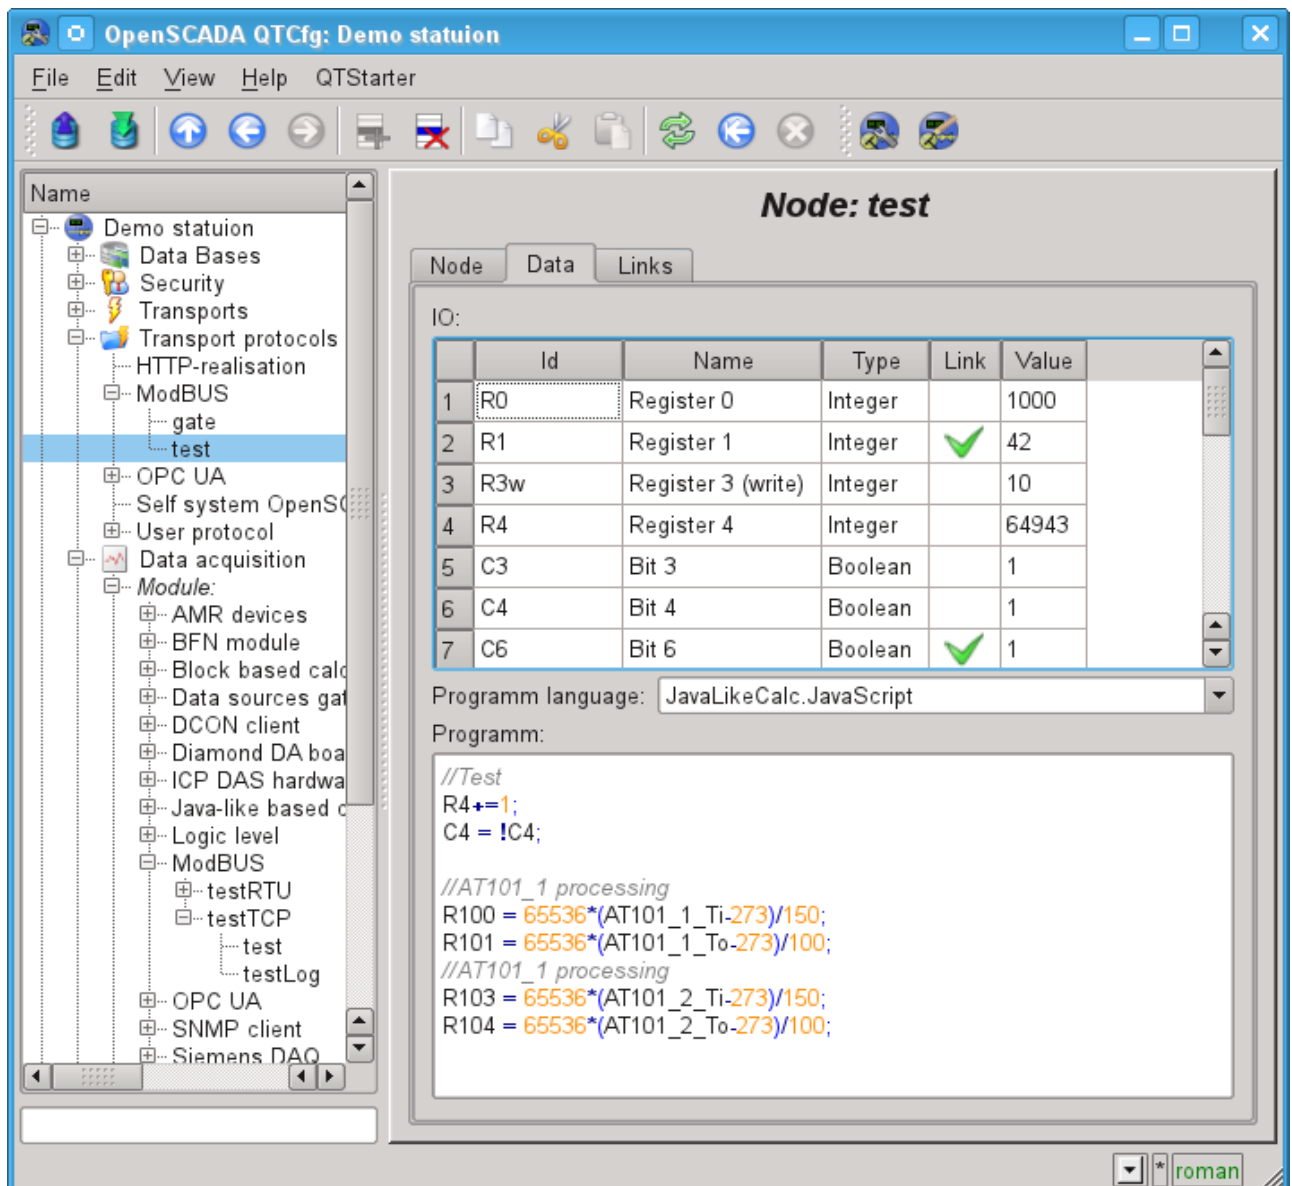 OpenSCADA QTCfg: Demo statuion
File Edit View Help QTStarter
Name
Demo statuion
Data Bases
Security
Transports
Transport protocols
HTTP-realisation
ModBUS
gate
test
OPC UA
Self system OpenSC
User protocol
Data acquisition
Module:
AMR devices
BFN module
Block based calc
Data sources gat
DCON client
Diamond DA boa
ICP DAS hardwa
Java-like based c
Logic level
ModBUS
testRTU
testTCP
test
testLog
OPC UA
SNMP client
Siemens DAQ
Node: test
Node Data Links
IO:
Id Name Type Link Value
1 R0 Register 0 Integer 1000
2 R1 Register 1 Integer 42
3 R3w Register 3 (write) Integer 10
4 R4 Register 4 Integer 64943
5 C3 Bit 3 Boolean 1
6 C4 Bit 4 Boolean 1
7 C6 Bit 6 Boolean 1
Programm language: JavaLikeCalc.JavaScript
Programm:
//Test
R4+=1;
C4 = !C4;
//AT101_1 processing
R100 = 65536*(AT101_1_Ti-273)/150;
R101 = 65536*(AT101_1_To-273)/100;
//AT101_1 processing
R103 = 65536*(AT101_2_Ti-273)/150;
R104 = 65536*(AT101_2_To-273)/100;
* roman